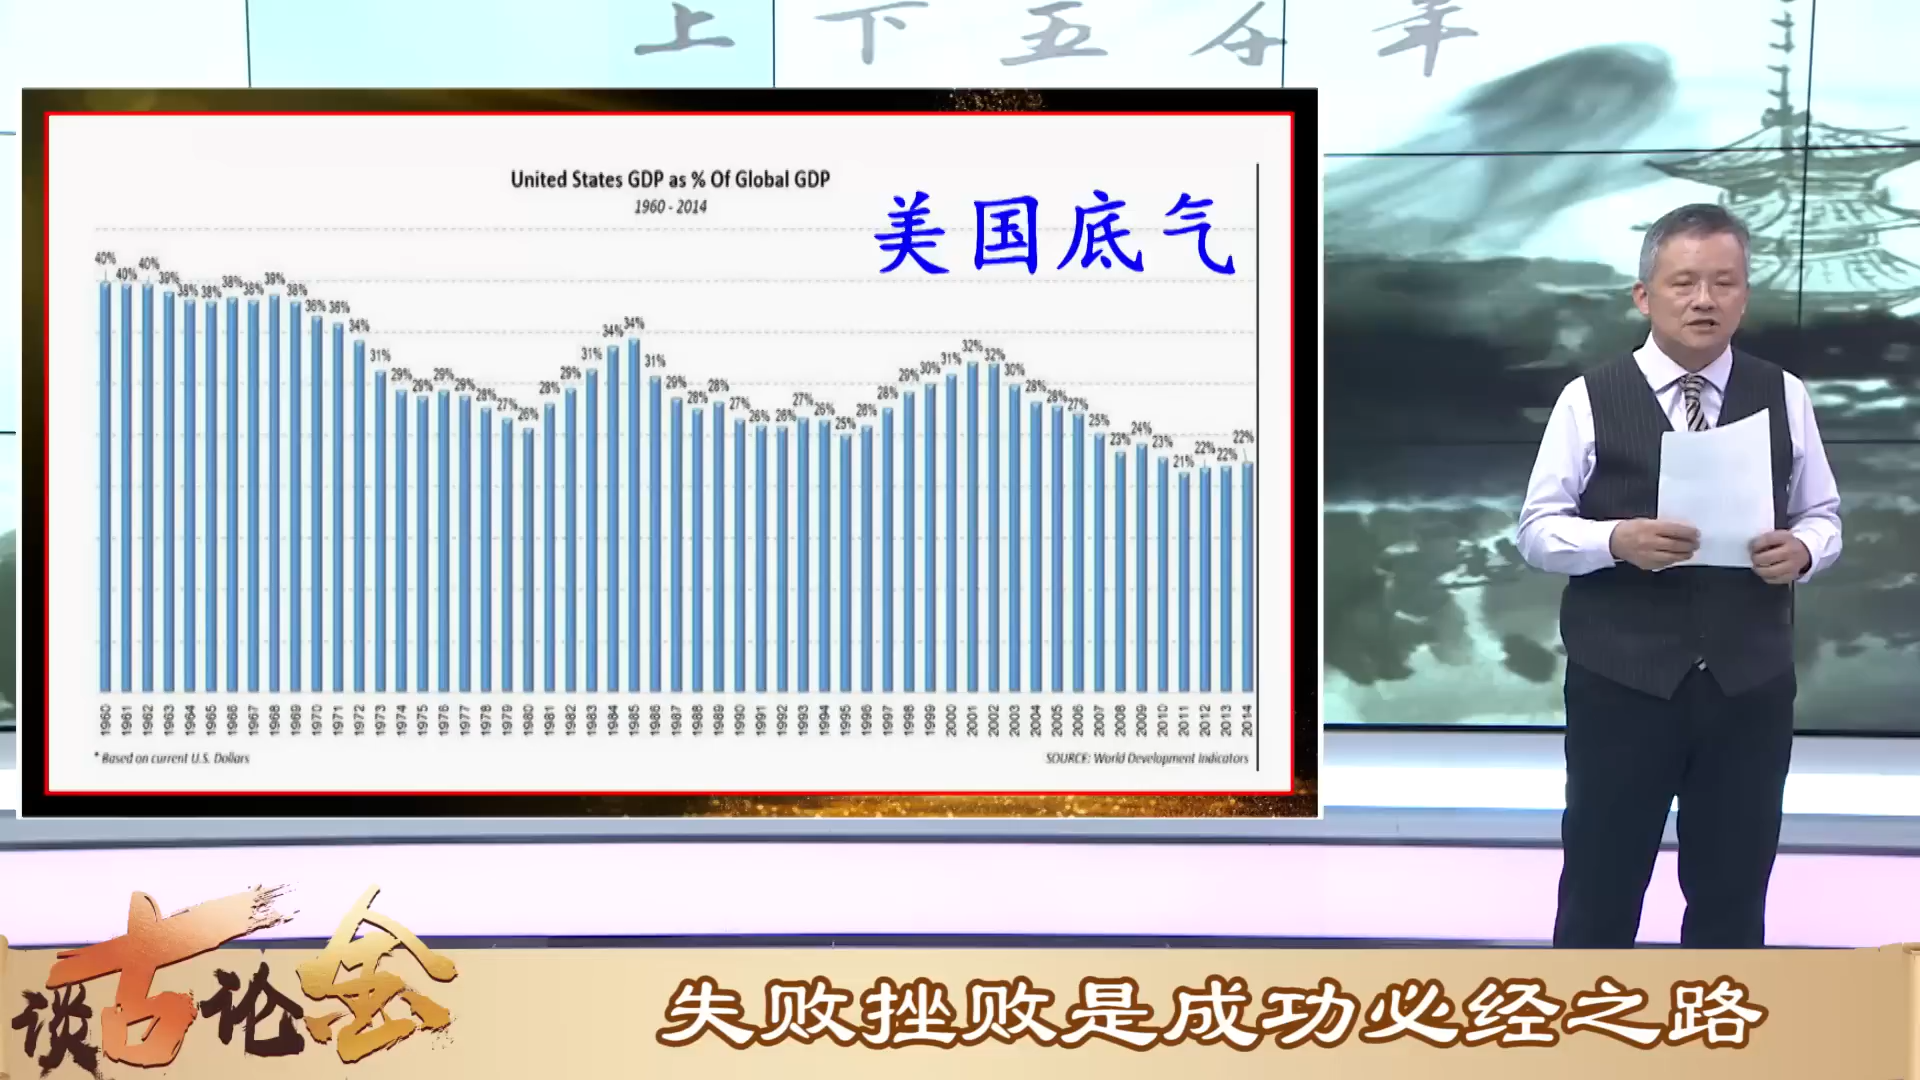 上下五千年
United States GDP as % Of Global GDP
1960 - 2014
美国底气
40% 40% 40% 39% 38% 38% 38% 38% 39% 38% 36% 36% 34% 31% 29% 29% 29% 29% 28% 27% 26% 28% 29% 31% 34% 34% 31% 29% 28% 28% 27% 26% 26% 27% 26% 25% 26% 28% 29% 30% 31% 32% 32% 30% 28% 28% 27% 25% 23% 24% 23% 21% 22% 22% 22%
1960 1961 1962 1963 1964 1965 1966 1967 1968 1969 1970 1971 1972 1973 1974 1975 1976 1977 1978 1979 1980 1981 1982 1983 1984 1985 1986 1987 1988 1989 1990 1991 1992 1993 1994 1995 1996 1997 1998 1999 2000 2001 2002 2003 2004 2005 2006 2007 2008 2009 2010 2011 2012 2013 2014
* Based on current U.S. Dollars
SOURCE: World Development Indicators
谈古论金
失败挫败是成功必经之路